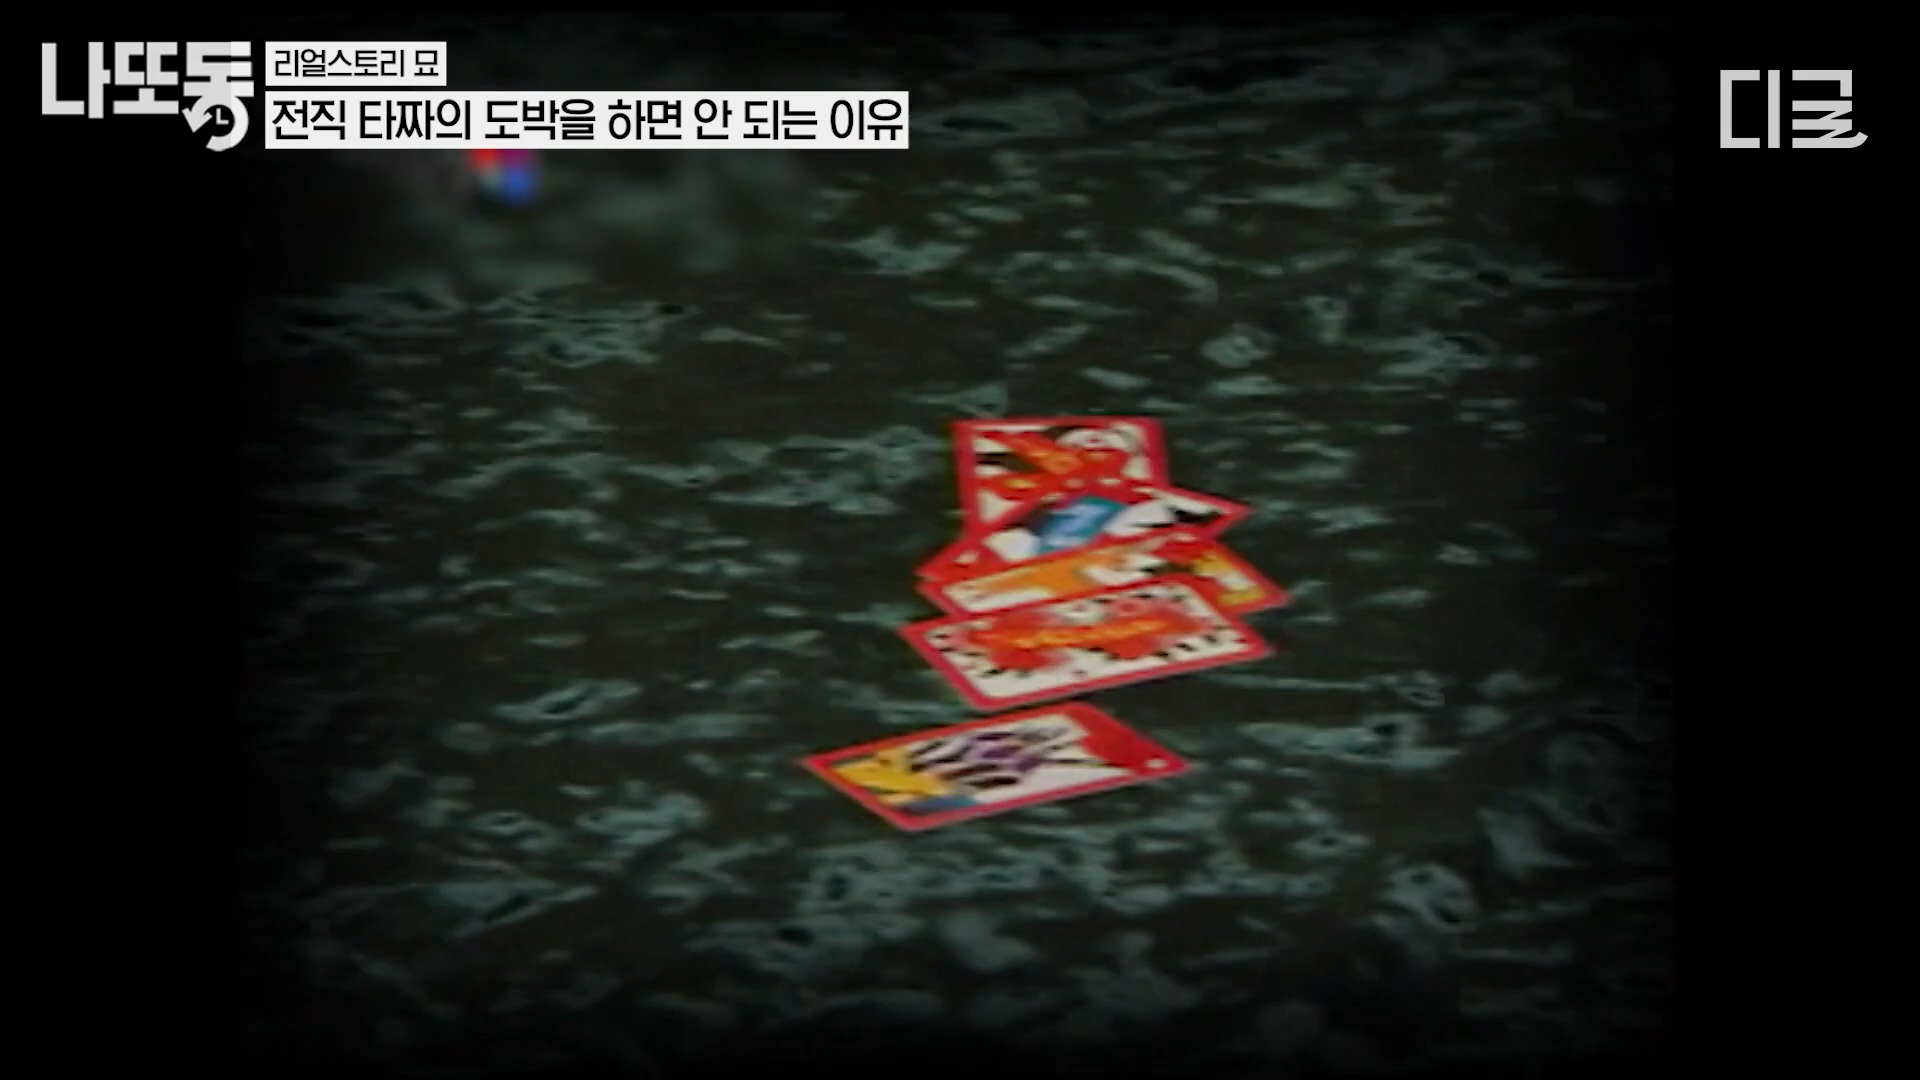 나또동
리얼스토리 묘
전직 타짜의 도박을 하면 안 되는 이유
디글